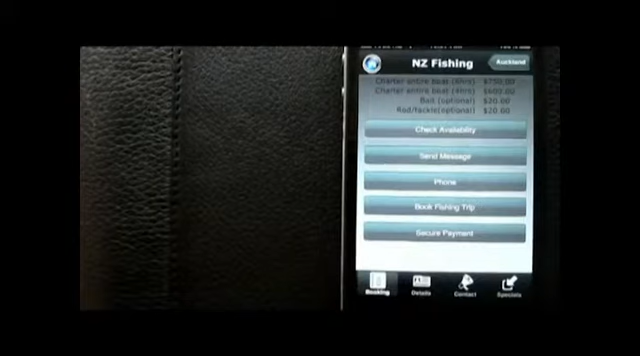 NZ Fishing
Auckland
Charter entire boat (6hrs) $750.00
Charter entire boat (4hrs) $600.00
Bait (optional) $20.00
Rod/tackle(optional) $20.00
Check Availability
Send Message
Phone
Book Fishing Trip
Secure Payment
Booking
Details
Contact
Specials